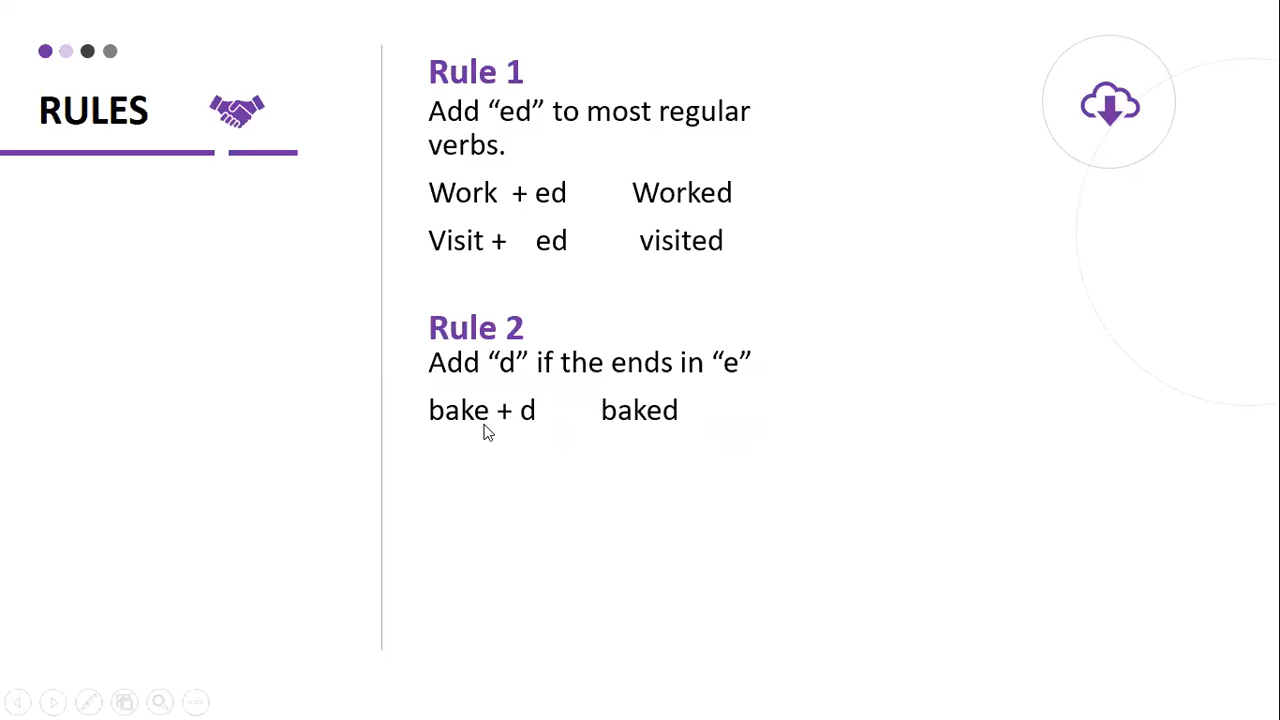 RULES
Rule 1
Add “ed” to most regular
verbs.
Work + ed Worked
Visit + ed visited
Rule 2
Add “d” if the ends in “e”
bake + d baked